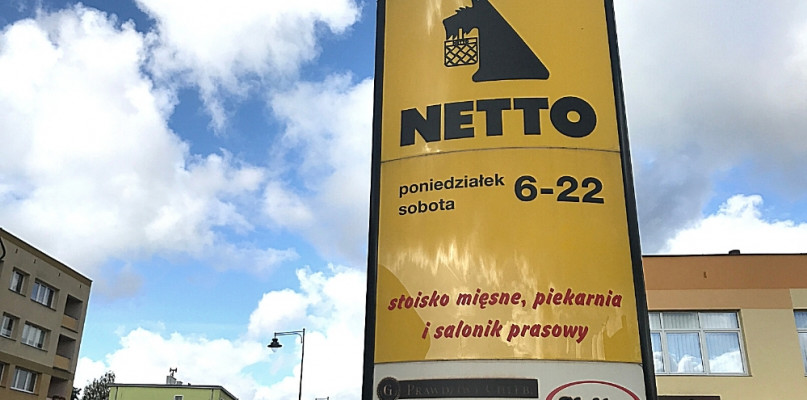 NETTO
poniedziałek
sobota
6-22
stoisko mięsne, piekarnia
i salonik prasowy
G